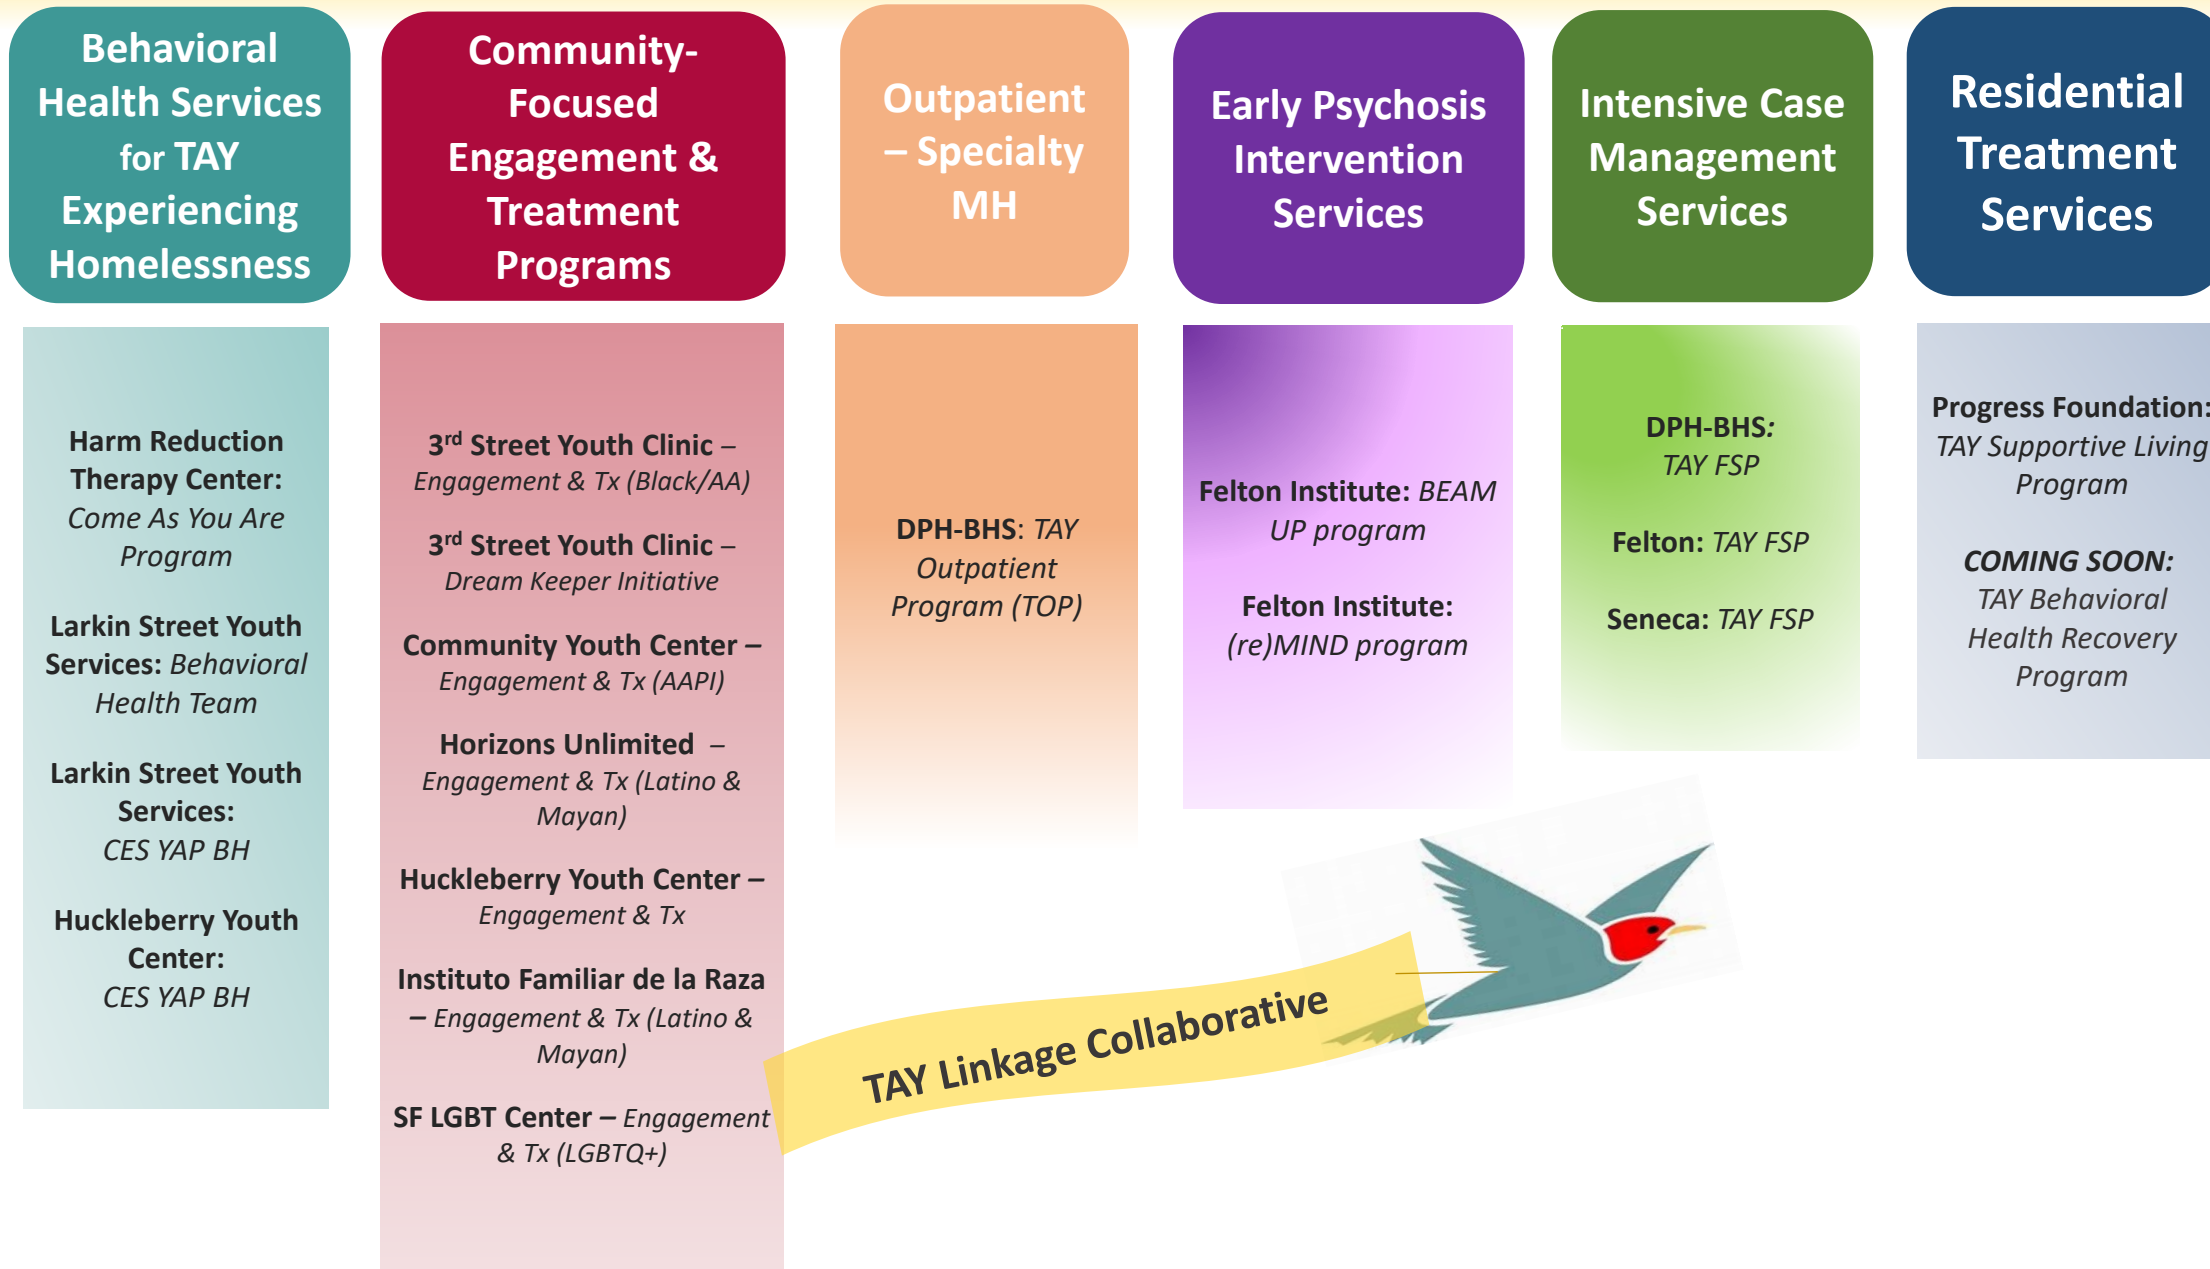 Behavioral
Health Services
for TAY
Experiencing
Homelessness
Harm Reduction
Therapy Center:
Come As You Are
Program
Larkin Street Youth
Services: Behavioral
Health Team
Larkin Street Youth
Services:
CES YAP BH
Huckleberry Youth
Center:
CES YAP BH
Community-
Focused
Engagement &
Treatment
Programs
3rd Street Youth Clinic –
Engagement & Tx (Black/AA)
3rd Street Youth Clinic –
Dream Keeper Initiative
Community Youth Center –
Engagement & Tx (AAPI)
Horizons Unlimited –
Engagement & Tx (Latino &
Mayan)
Huckleberry Youth Center –
Engagement & Tx
Instituto Familiar de la Raza
– Engagement & Tx (Latino &
Mayan)
SF LGBT Center – Engagement
& Tx (LGBTQ+)
Outpatient
– Specialty
MH
DPH-BHS: TAY
Outpatient
Program (TOP)
Early Psychosis
Intervention
Services
Felton Institute: BEAM
UP program
Felton Institute:
(re)MIND program
Intensive Case
Management
Services
DPH-BHS:
TAY FSP
Felton: TAY FSP
Seneca: TAY FSP
Residential
Treatment
Services
Progress Foundation:
TAY Supportive Living
Program
COMING SOON:
TAY Behavioral
Health Recovery
Program
TAY Linkage Collaborative